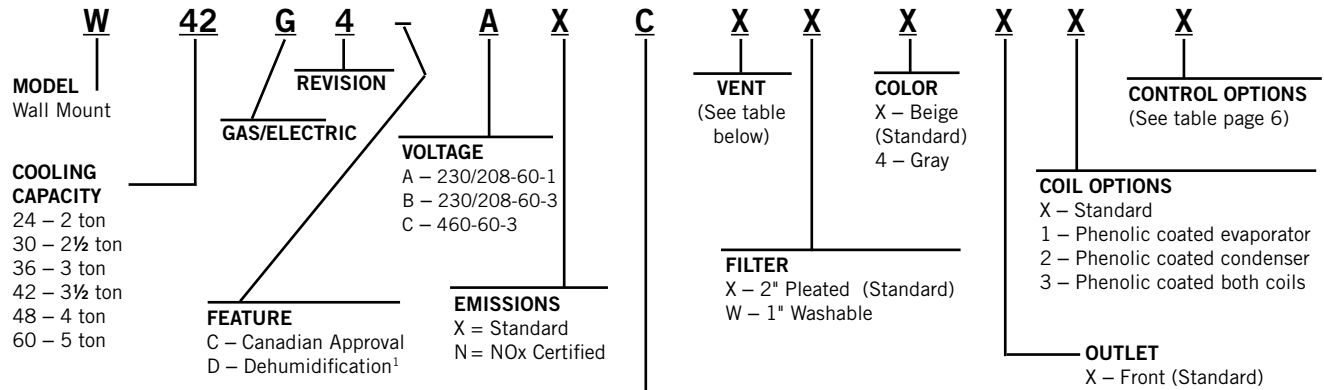 W 42 G 4 – A X C X X X X X X
MODEL
Wall Mount
COOLING
CAPACITY
24 – 2 ton
30 – 2½ ton
36 – 3 ton
42 – 3½ ton
48 – 4 ton
60 – 5 ton
GAS/ELECTRIC
REVISION
FEATURE
C – Canadian Approval
D – Dehumidification¹
VOLTAGE
A – 230/208-60-1
B – 230/208-60-3
C – 460-60-3
EMISSIONS
X = Standard
N = NOx Certified
VENT
(See table
below)
FILTER
X – 2" Pleated (Standard)
W – 1" Washable
COLOR
X – Beige
(Standard)
4 – Gray
OUTLET
X – Front (Standard)
COIL OPTIONS
X – Standard
1 – Phenolic coated evaporator
2 – Phenolic coated condenser
3 – Phenolic coated both coils
CONTROL OPTIONS
(See table page 6)